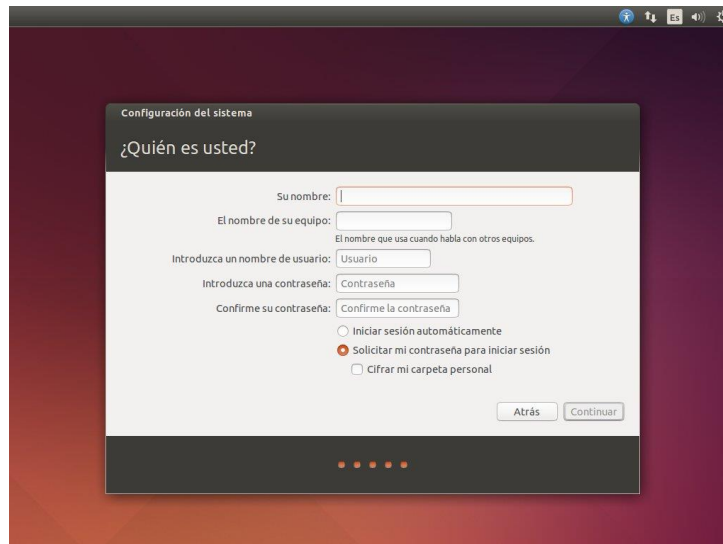 Es
Configuración del sistema
¿Quién es usted?
Su nombre:
El nombre de su equipo:
El nombre que usa cuando habla con otros equipos.
Introduzca un nombre de usuario: Usuario
Introduzca una contraseña: Contraseña
Confirme su contraseña: Confirme la contraseña
Iniciar sesión automáticamente
Solicitar mi contraseña para iniciar sesión
Cifrar mi carpeta personal
Atrás Continuar